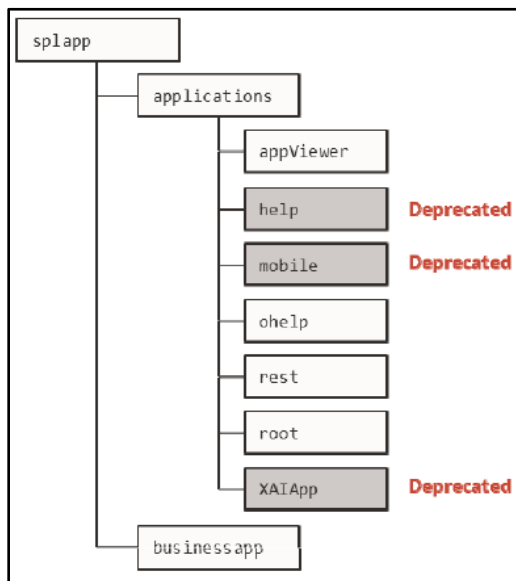 splapp
applications
appViewer
help Deprecated
mobile Deprecated
ohelp
rest
root
XAIApp Deprecated
businessapp